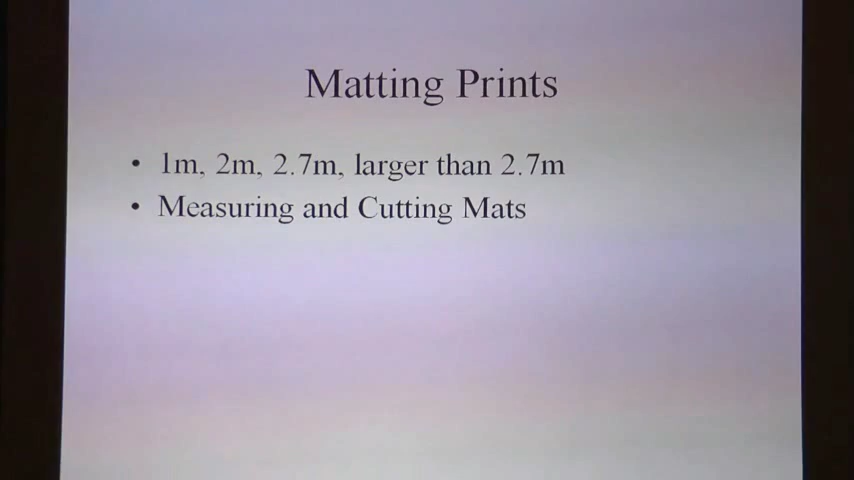 Matting Prints
• 1m, 2m, 2.7m, larger than 2.7m
• Measuring and Cutting Mats